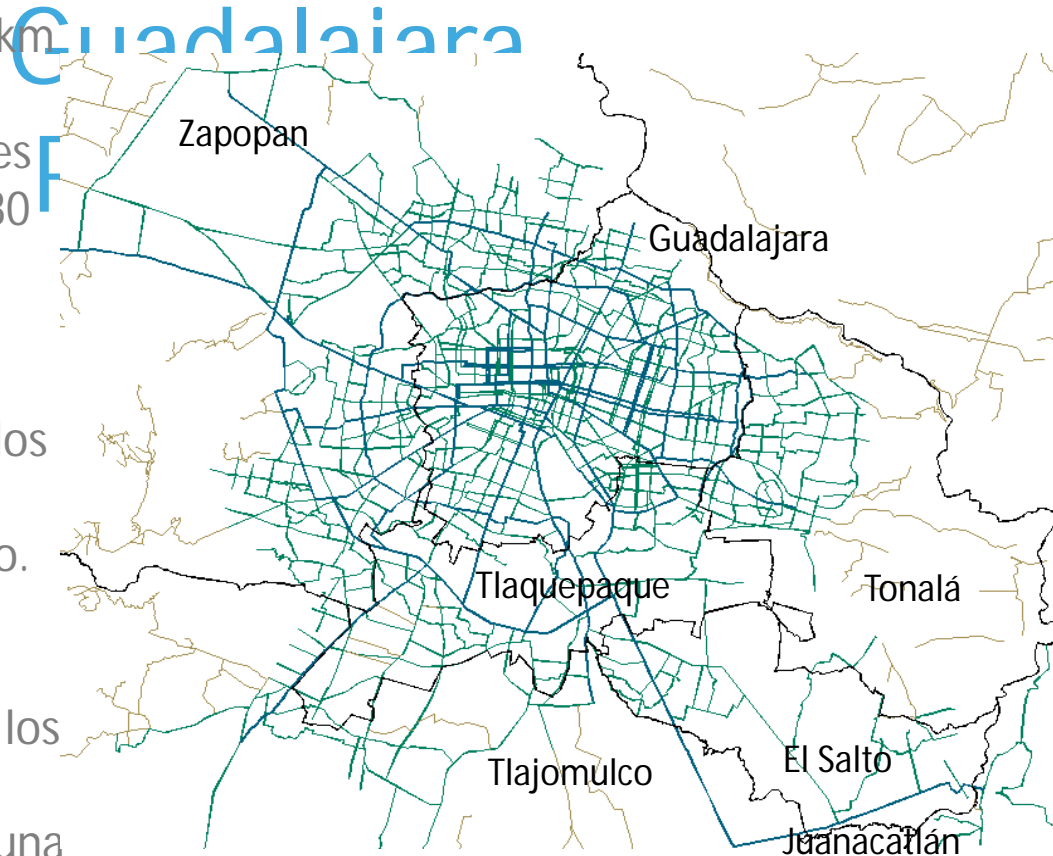 Guadalajara
km
es
Zapopan
30
Guadalajara
los
o.
Tlaquepaque
Tonalá
los
El Salto
Tlajomulco
una
Juanacatlán